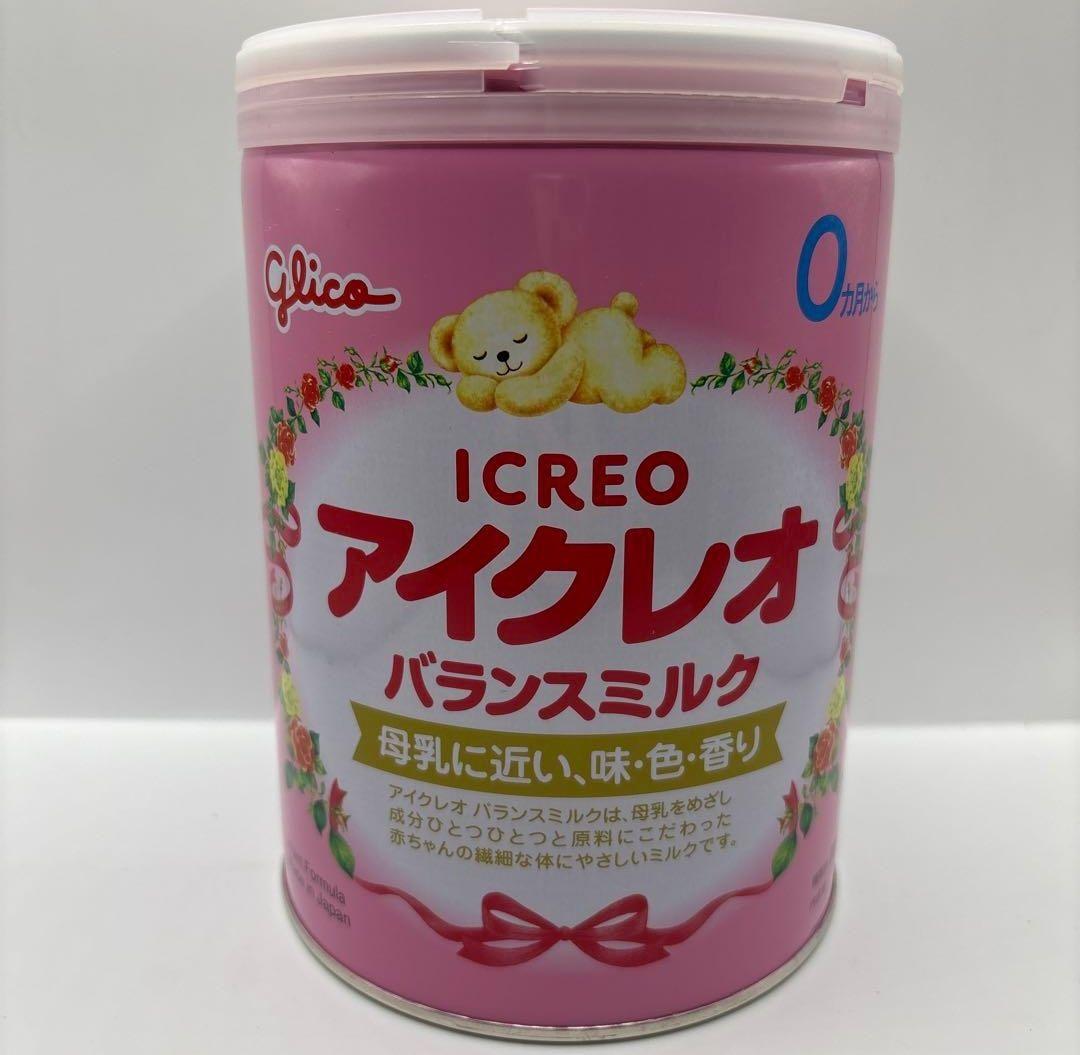 Glico
0ヵ月から
ICREO
アイクレオ
バランスミルク
母乳に近い、味・色・香り
アイクレオ バランスミルクは、母乳をめざし
成分ひとつひとつと原料にこだわった
赤ちゃんの繊細な体にやさしいミルクです。
Formula
in Japan